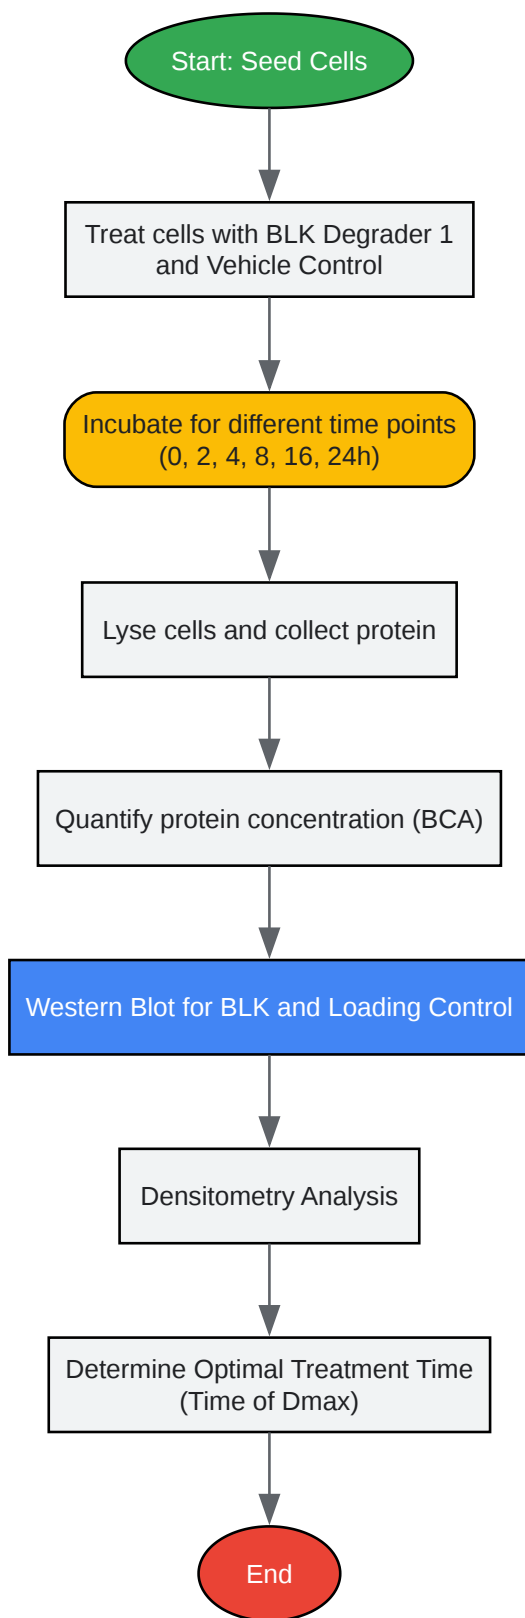 Start: Seed Cells
Treat cells with BLK Degrader 1
and Vehicle Control
Incubate for different time points
(0, 2, 4, 8, 16, 24h)
Lyse cells and collect protein
Quantify protein concentration (BCA)
Western Blot for BLK and Loading Control
Densitometry Analysis
Determine Optimal Treatment Time
(Time of Dmax)
End